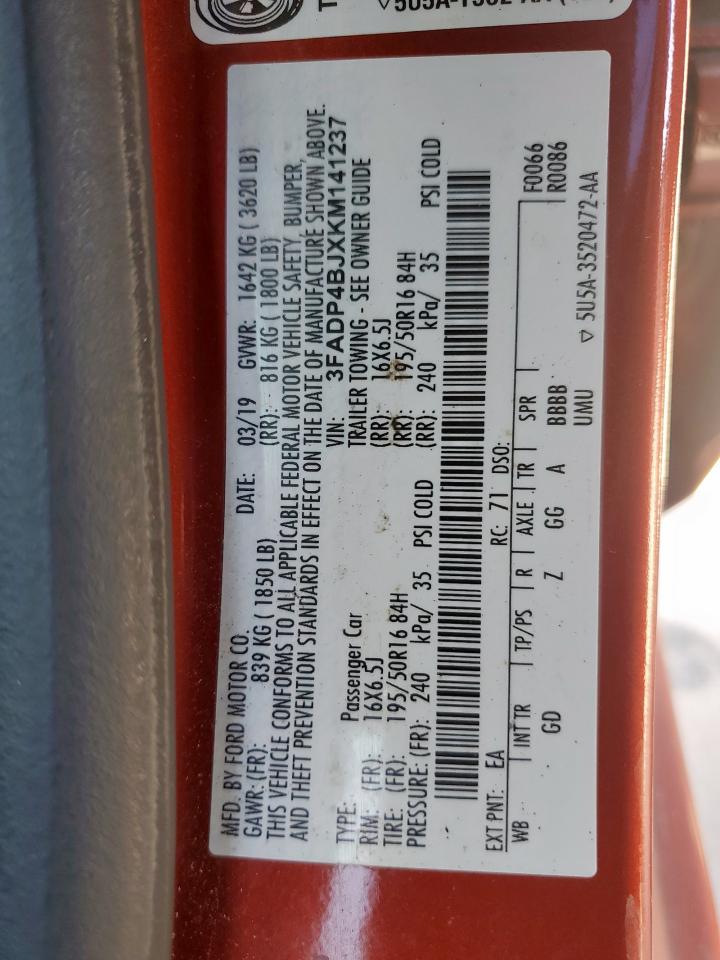 5U5A-1
MFD. BY FORD MOTOR CO. DATE: 03/19 GVWR: 1642 KG ( 3620 LB)
GAWR: (FR): 839 KG ( 1850 LB) (RR): 816 KG ( 1800 LB)
THIS VEHICLE CONFORMS TO ALL APPLICABLE FEDERAL MOTOR VEHICLE SAFETY, BUMPER,
AND THEFT PREVENTION STANDARDS IN EFFECT ON THE DATE OF MANUFACTURE SHOWN ABOVE.
VIN: 3FADP4BJXKM141237
TYPE: Passenger Car TRAILER TOWING - SEE OWNER GUIDE
RIM: (FR): 16X6.5J (RR): 16X6.5J
TIRE: (FR): 195/50R16 84H (RR): 195/50R16 84H
PRESSURE: (FR): 240 kPa/ 35 PSI COLD (RR): 240 kPa/ 35 PSI COLD
EXT PNT: EA RC: 71 DSO: F0066
WB INT TR TP/PS R AXLE TR SPR R0086
GD Z GG A BBBB
UMU ▽ 5U5A-3520472-AA